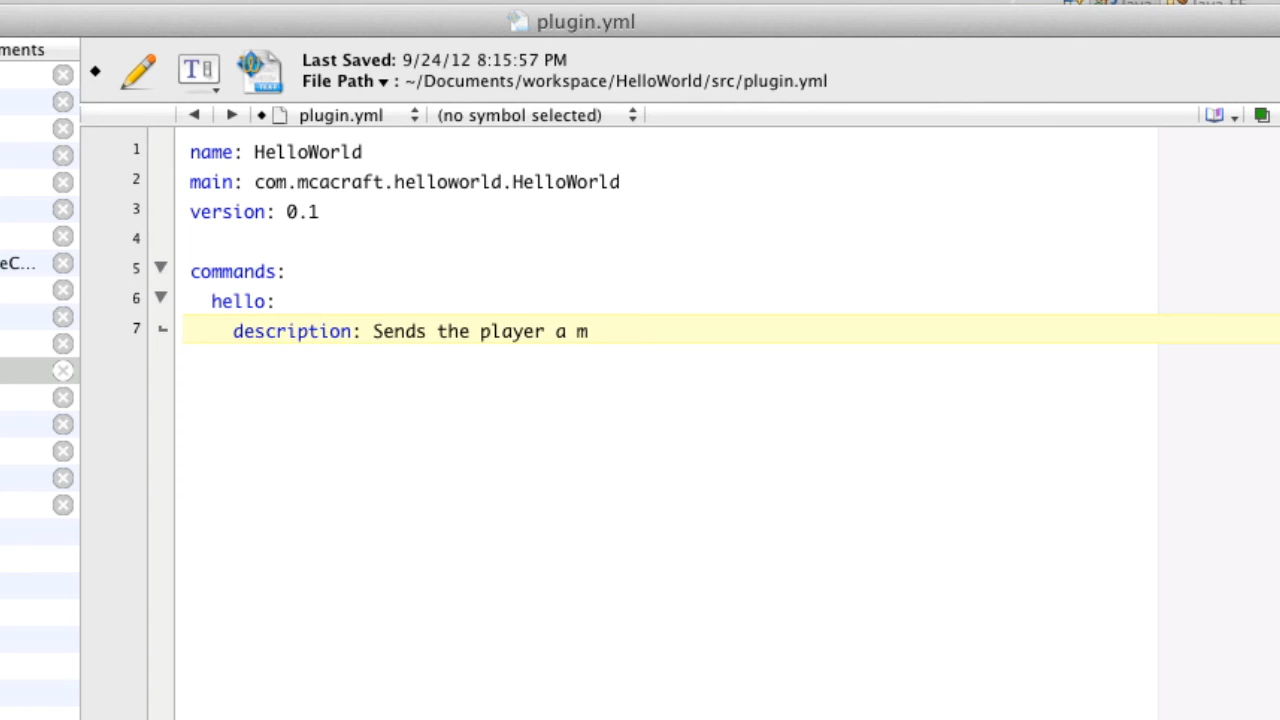 plugin.yml
ments
Last Saved: 9/24/12 8:15:57 PM
File Path ▾ : ~/Documents/workspace/HelloWorld/src/plugin.yml
plugin.yml (no symbol selected)
1 name: HelloWorld
2 main: com.mcacraft.helloworld.HelloWorld
3 version: 0.1
4
eC...
5 commands:
6 hello:
7 description: Sends the player a m